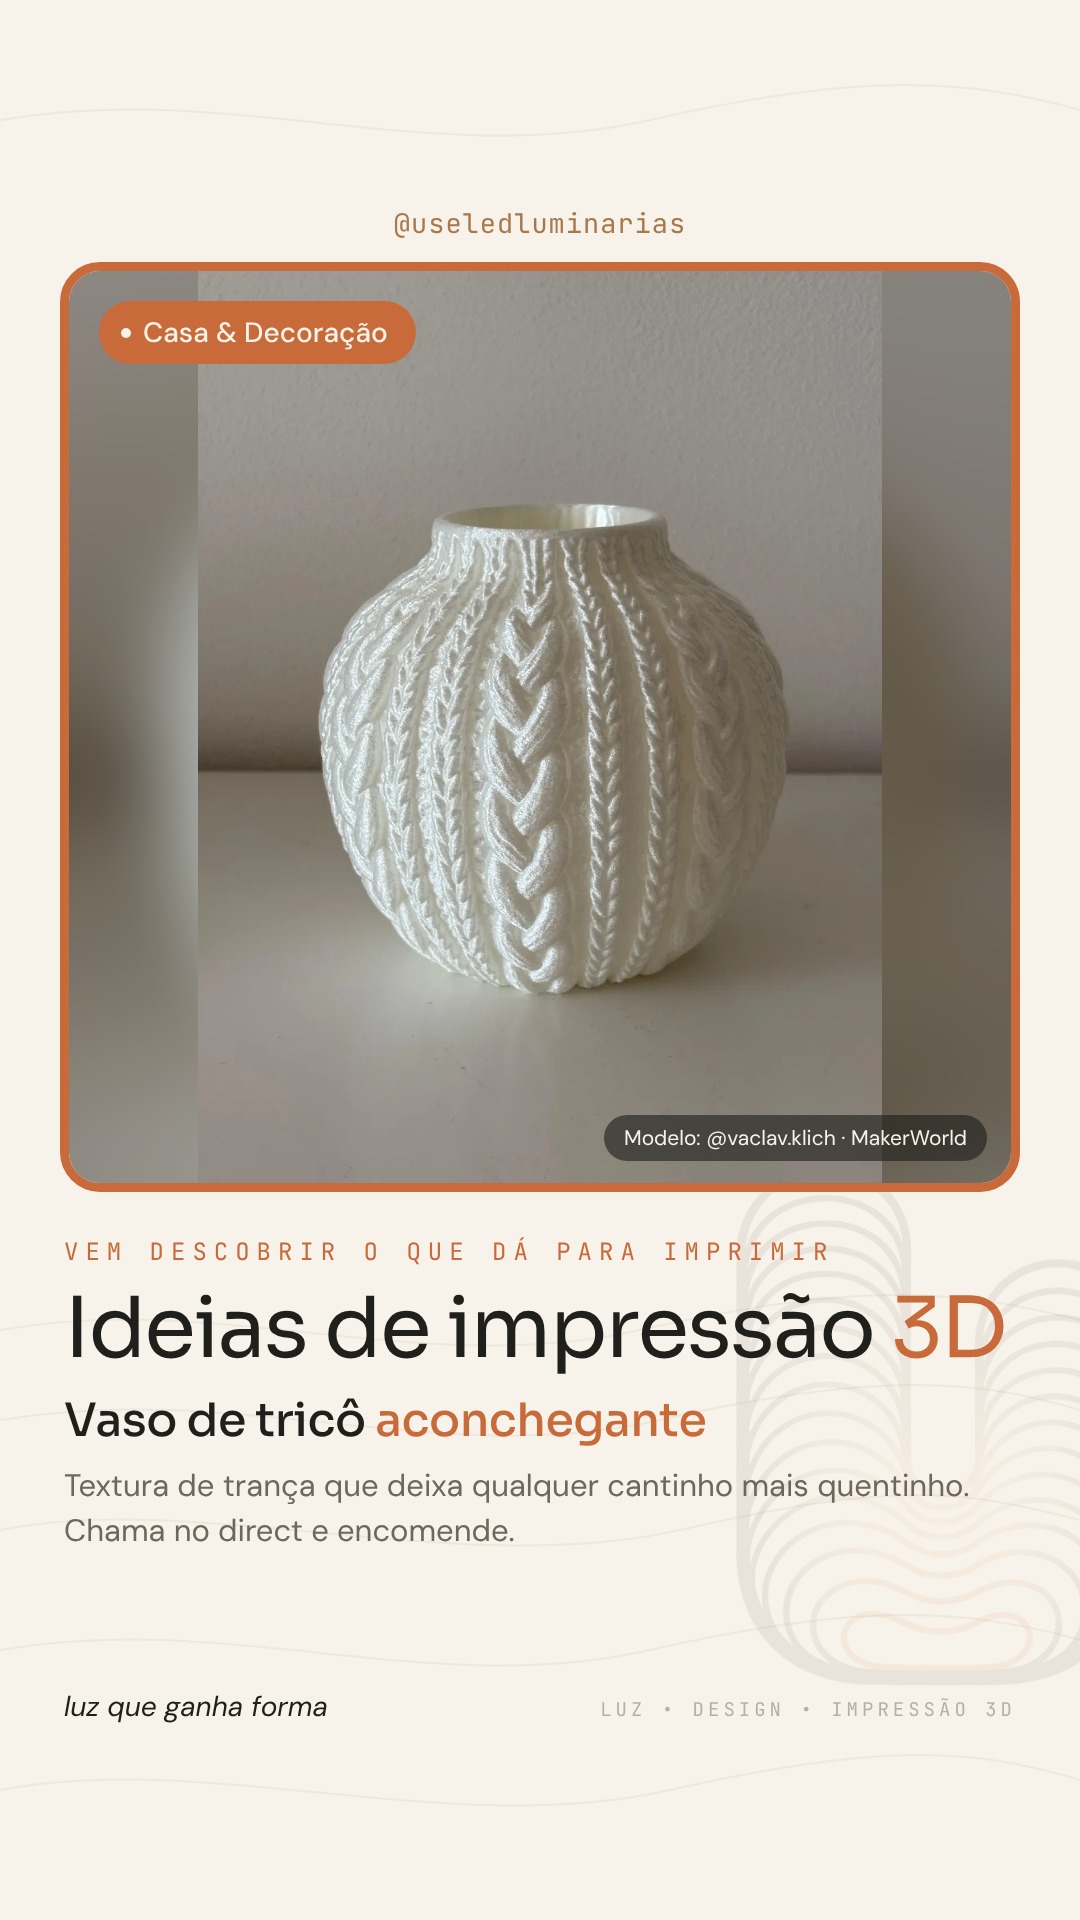 @useledluminarias
Casa & Decoração
Modelo: @vaclav.klich · MakerWorld
VEM DESCOBRIR O QUE DÁ PARA IMPRIMIR
Ideias de impressão 3D
Vaso de tricô aconchegante
Textura de trança que deixa qualquer cantinho mais quentinho.
Chama no direct e encomende.
luz que ganha forma
LUZ • DESIGN • IMPRESSÃO 3D